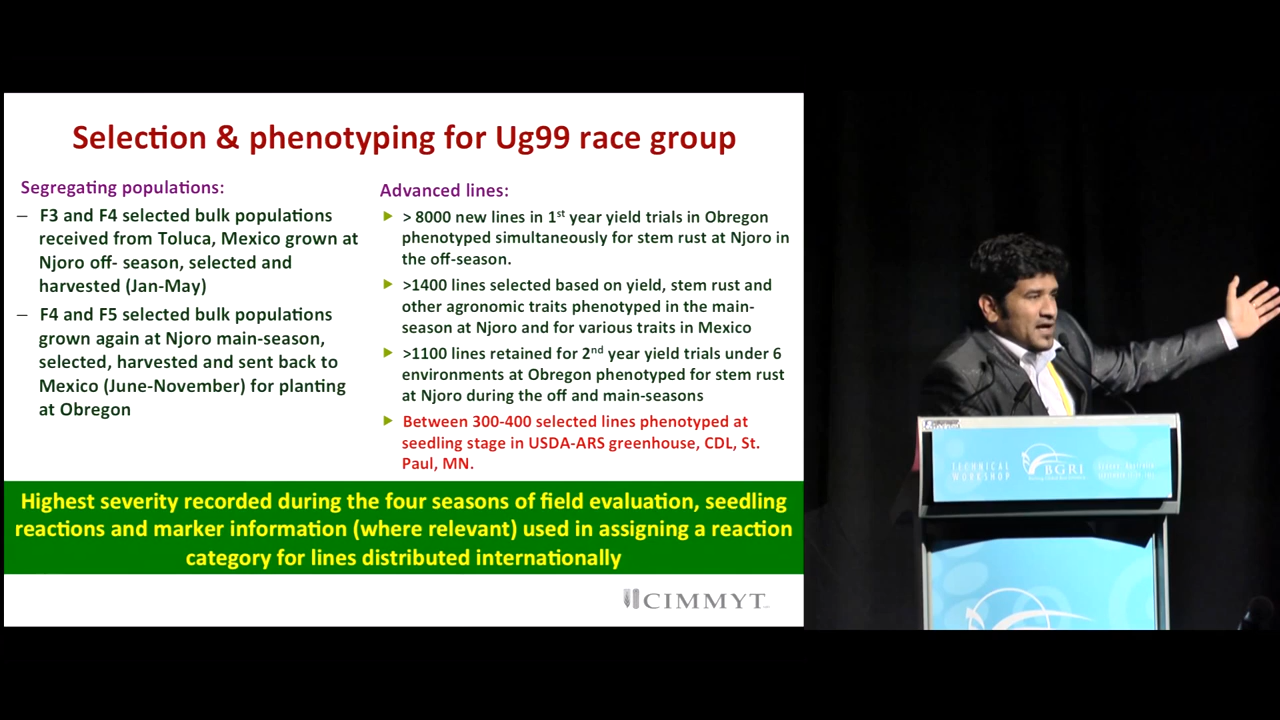 Selection & phenotyping for Ug99 race group
Segregating populations:
– F3 and F4 selected bulk populations
received from Toluca, Mexico grown at
Njoro off- season, selected and
harvested (Jan-May)
– F4 and F5 selected bulk populations
grown again at Njoro main-season,
selected, harvested and sent back to
Mexico (June-November) for planting
at Obregon
Advanced lines:
> 8000 new lines in 1st year yield trials in Obregon
phenotyped simultaneously for stem rust at Njoro in
the off-season.
>1400 lines selected based on yield, stem rust and
other agronomic traits phenotyped in the main-
season at Njoro and for various traits in Mexico
>1100 lines retained for 2nd year yield trials under 6
environments at Obregon phenotyped for stem rust
at Njoro during the off and main-seasons
Between 300-400 selected lines phenotyped at
seedling stage in USDA-ARS greenhouse, CDL, St.
Paul, MN.
Highest severity recorded during the four seasons of field evaluation, seedling
reactions and marker information (where relevant) used in assigning a reaction
category for lines distributed internationally
CIMMYT
TECHNICAL
WORKSHOP
BGRI